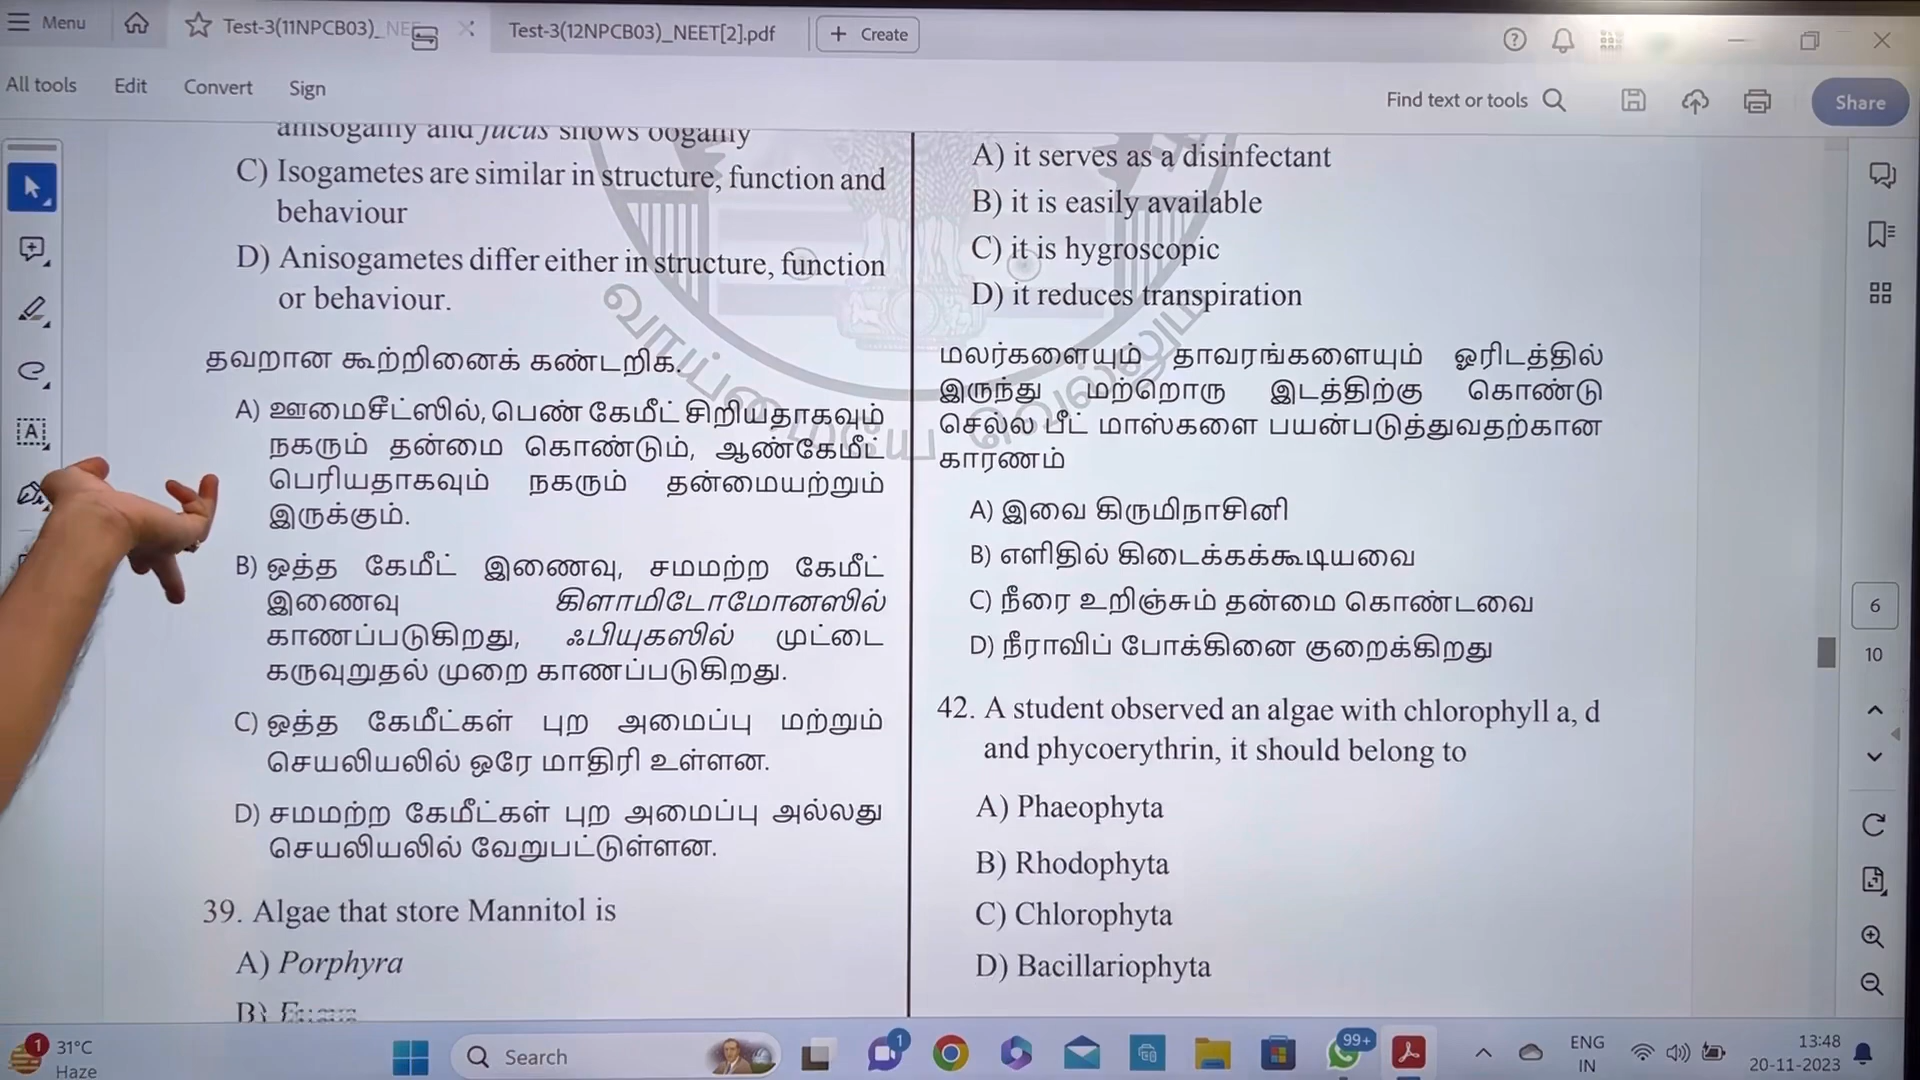 Menu
Test-3(11NPCB03)_NEE
Test-3(12NPCB03)_NEET[2].pdf
+ Create
All tools
Edit
Convert
Sign
Find text or tools
Share
anisogamy and fucus shows oogamy
C) Isogametes are similar in structure, function and
behaviour
D) Anisogametes differ either in structure, function
or behaviour.
தவறான கூற்றினைக் கண்டறிக.
A) ஊமைசீட்ஸில், பெண் கேமீட் சிறியதாகவும்
நகரும் தன்மை கொண்டும், ஆண்கேமீட்
பெரியதாகவும் நகரும் தன்மையற்றும்
இருக்கும்.
B) ஒத்த கேமீட் இணைவு, சமமற்ற கேமீட்
இணைவு கிளாமிடோமோனஸில்
காணப்படுகிறது, ஃபியுகஸில் முட்டை
கருவுறுதல் முறை காணப்படுகிறது.
C) ஒத்த கேமீட்கள் புற அமைப்பு மற்றும்
செயலியலில் ஒரே மாதிரி உள்ளன.
D) சமமற்ற கேமீட்கள் புற அமைப்பு அல்லது
செயலியலில் வேறுபட்டுள்ளன.
39. Algae that store Mannitol is
A) Porphyra
B)
A) it serves as a disinfectant
B) it is easily available
C) it is hygroscopic
D) it reduces transpiration
மலர்களையும் தாவரங்களையும் ஓரிடத்தில்
இருந்து மற்றொரு இடத்திற்கு கொண்டு
செல்ல பீட் மாஸ்களை பயன்படுத்துவதற்கான
காரணம்
A) இவை கிருமிநாசினி
B) எளிதில் கிடைக்கக்கூடியவை
C) நீரை உறிஞ்சும் தன்மை கொண்டவை
D) நீராவிப் போக்கினை குறைக்கிறது
42. A student observed an algae with chlorophyll a, d
and phycoerythrin, it should belong to
A) Phaeophyta
B) Rhodophyta
C) Chlorophyta
D) Bacillariophyta
வாய்மையே வெல்லும்
6
10
1
31°C
Haze
Search
1
99+
ENG
IN
13:48
20-11-2023